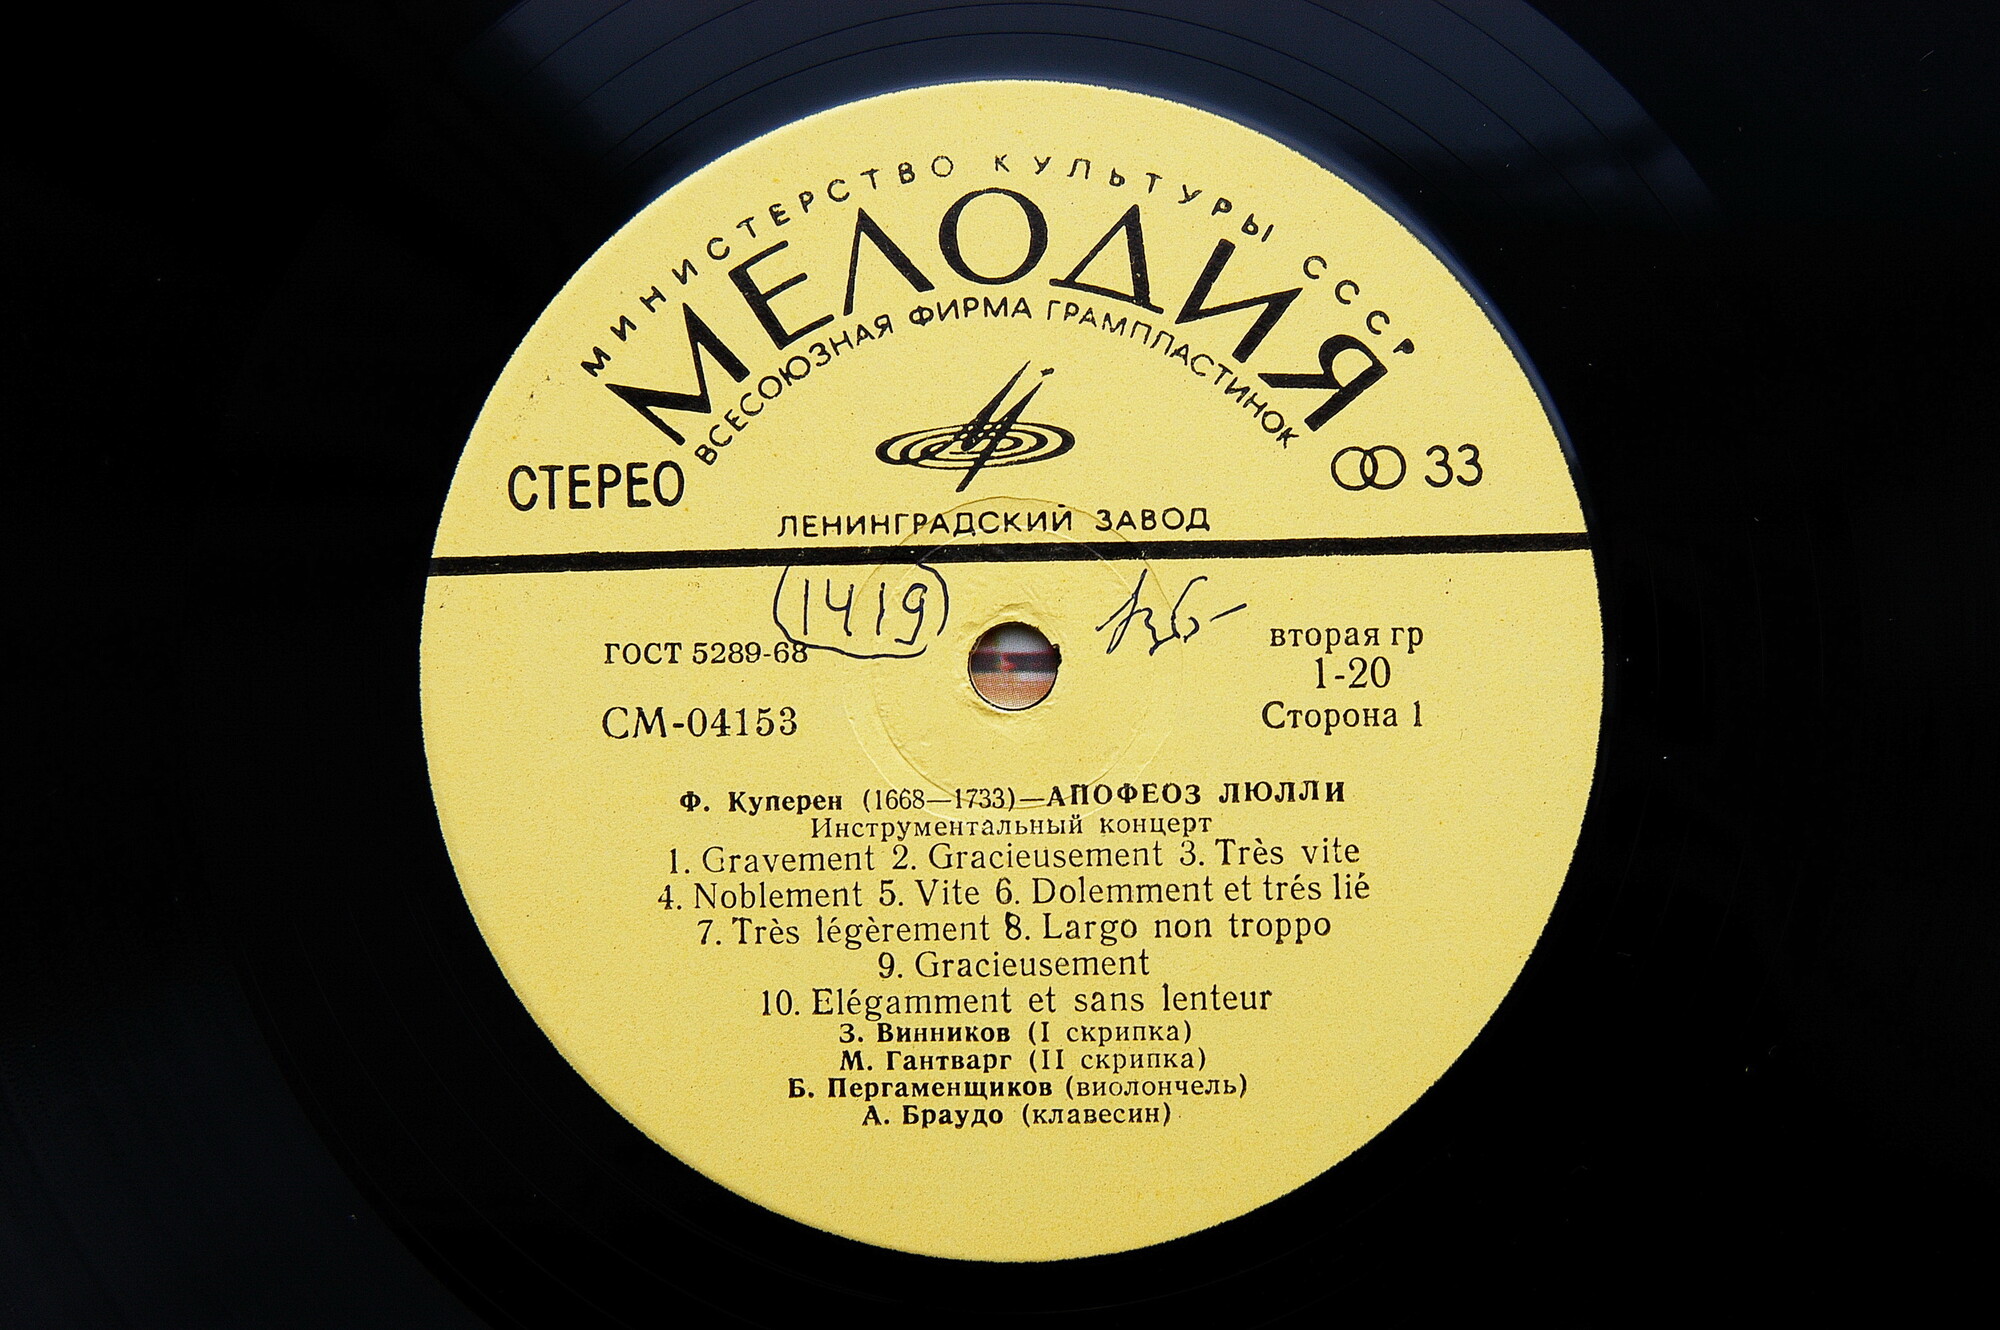 МИНИСТЕРСТВО КУЛЬТУРЫ СССР
МЕЛОДИЯ
ВСЕСОЮЗНАЯ ФИРМА ГРАМПЛАСТИНОК
СТЕРЕО
33
ЛЕНИНГРАДСКИЙ ЗАВОД
1419
ГОСТ 5289-68
вторая гр
1-20
СМ-04153
Сторона 1
Ф. Куперен (1668—1733)—АПОФЕОЗ ЛЮЛЛИ
Инструментальный концерт
1. Gravement 2. Gracieusement 3. Très vite
4. Noblement 5. Vite 6. Dolemment et trés lié
7. Très légèrement 8. Largo non troppo
9. Gracieusement
10. Elégamment et sans lenteur
З. Винников (I скрипка)
М. Гантварг (II скрипка)
Б. Пергаменщиков (виолончель)
А. Браудо (клавесин)